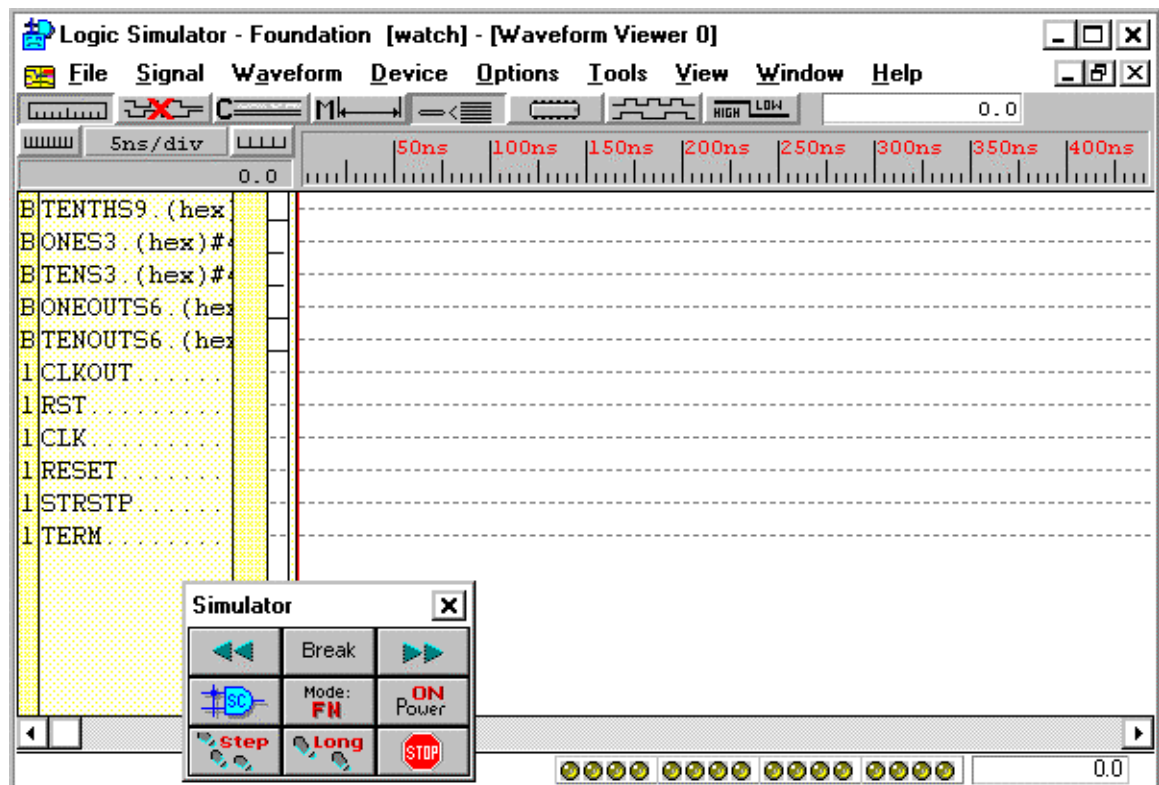 Logic Simulator - Foundation [watch] - [Waveform Viewer 0]
File Signal Waveform Device Options Tools View Window Help
C M HIGH LOW 0.0
5ns/div
50ns 100ns 150ns 200ns 250ns 300ns 350ns 400ns
0.0
B TENTHS9.(hex)
B ONES3.(hex)#4
B TENS3.(hex)#4
B ONEOUTS6.(hex
B TENOUTS6.(hex
1 CLKOUT......
1 RST.........
1 CLK.........
1 RESET.......
1 STRSTP......
1 TERM........
Simulator
Break
SC Mode: FN ON Power
Step Long STOP
0.0